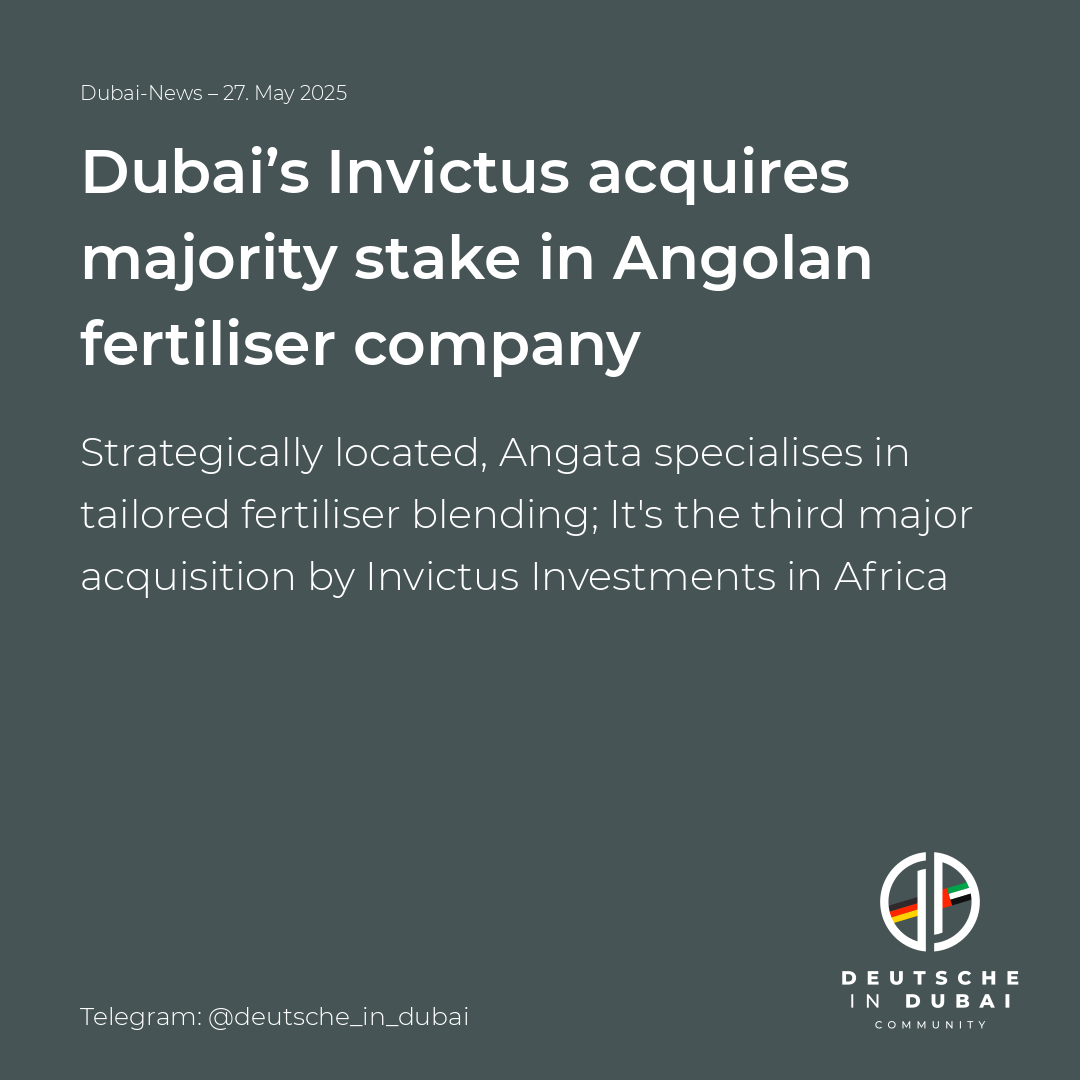 Dubai-News – 27. May 2025
Dubai’s Invictus acquires
majority stake in Angolan
fertiliser company
Strategically located, Angata specialises in
tailored fertiliser blending; It's the third major
acquisition by Invictus Investments in Africa
DEUTSCHE
IN DUBAI
COMMUNITY
Telegram: @deutsche_in_dubai